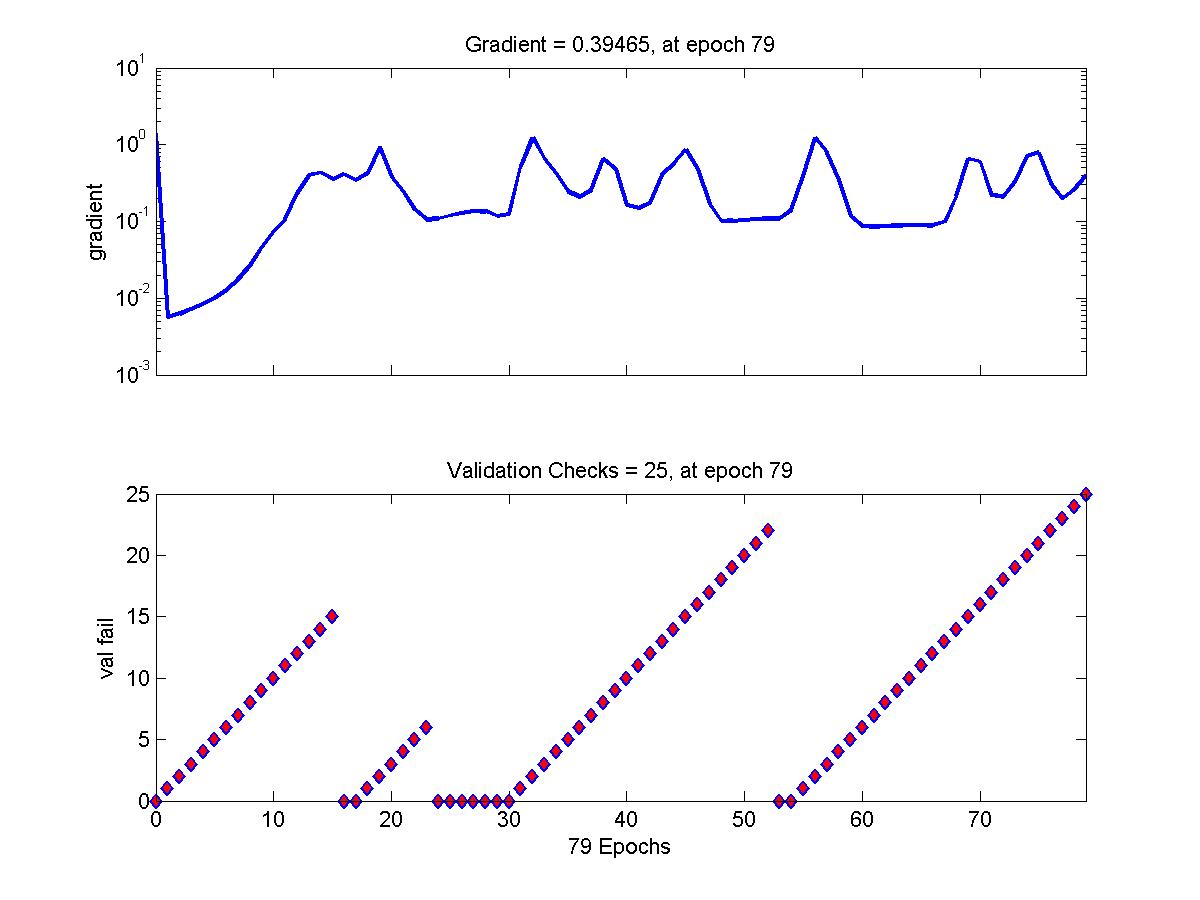 Gradient = 0.39465, at epoch 79
10^1
10^0
10^-1
10^-2
10^-3
gradient
Validation Checks = 25, at epoch 79
25
20
15
10
5
0
val fail
0 10 20 30 40 50 60 70
79 Epochs